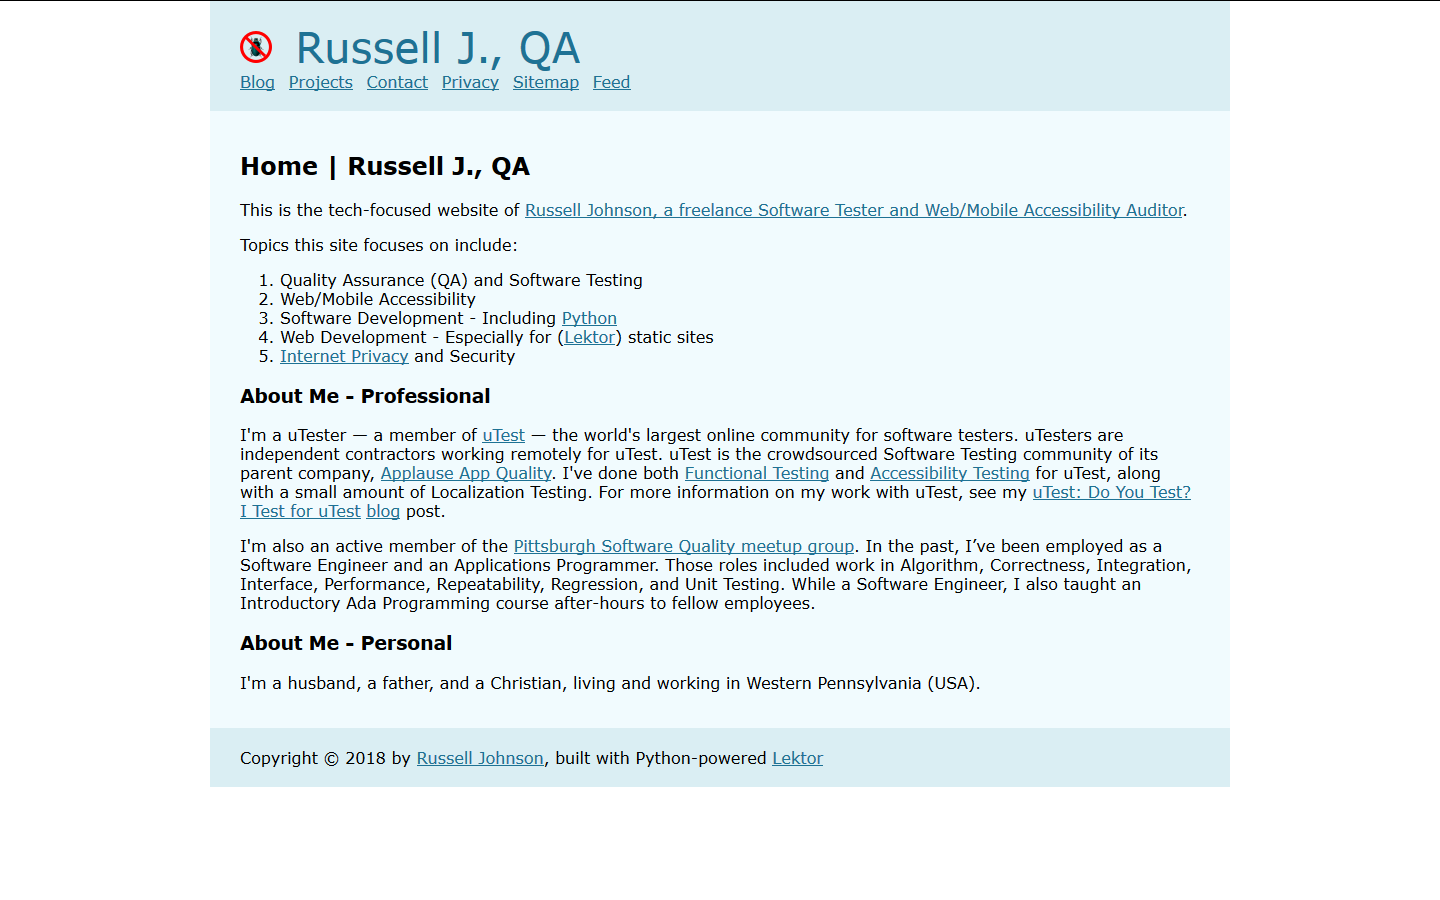 Russell J., QA
Blog Projects Contact Privacy Sitemap Feed
Home | Russell J., QA
This is the tech-focused website of Russell Johnson, a freelance Software Tester and Web/Mobile Accessibility Auditor.
Topics this site focuses on include:
1. Quality Assurance (QA) and Software Testing
2. Web/Mobile Accessibility
3. Software Development - Including Python
4. Web Development - Especially for (Lektor) static sites
5. Internet Privacy and Security
About Me - Professional
I'm a uTester — a member of uTest — the world's largest online community for software testers. uTesters are
independent contractors working remotely for uTest. uTest is the crowdsourced Software Testing community of its
parent company, Applause App Quality. I've done both Functional Testing and Accessibility Testing for uTest, along
with a small amount of Localization Testing. For more information on my work with uTest, see my uTest: Do You Test?
I Test for uTest blog post.
I'm also an active member of the Pittsburgh Software Quality meetup group. In the past, I’ve been employed as a
Software Engineer and an Applications Programmer. Those roles included work in Algorithm, Correctness, Integration,
Interface, Performance, Repeatability, Regression, and Unit Testing. While a Software Engineer, I also taught an
Introductory Ada Programming course after-hours to fellow employees.
About Me - Personal
I'm a husband, a father, and a Christian, living and working in Western Pennsylvania (USA).
Copyright © 2018 by Russell Johnson, built with Python-powered Lektor